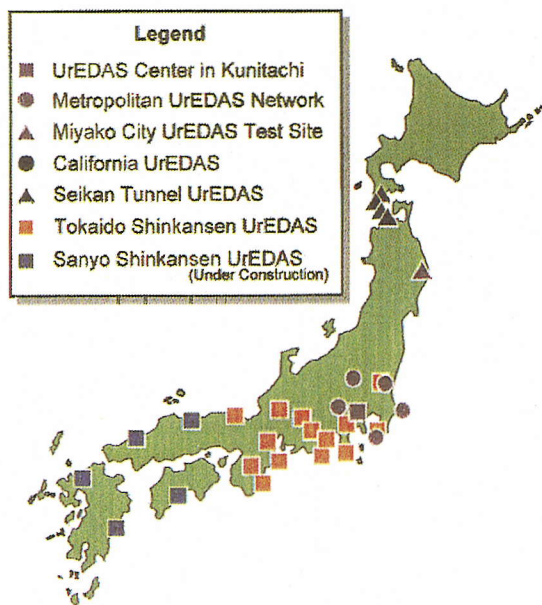 Legend
UrEDAS Center in Kunitachi
Metropolitan UrEDAS Network
Miyako City UrEDAS Test Site
California UrEDAS
Seikan Tunnel UrEDAS
Tokaido Shinkansen UrEDAS
Sanyo Shinkansen UrEDAS
(Under Construction)